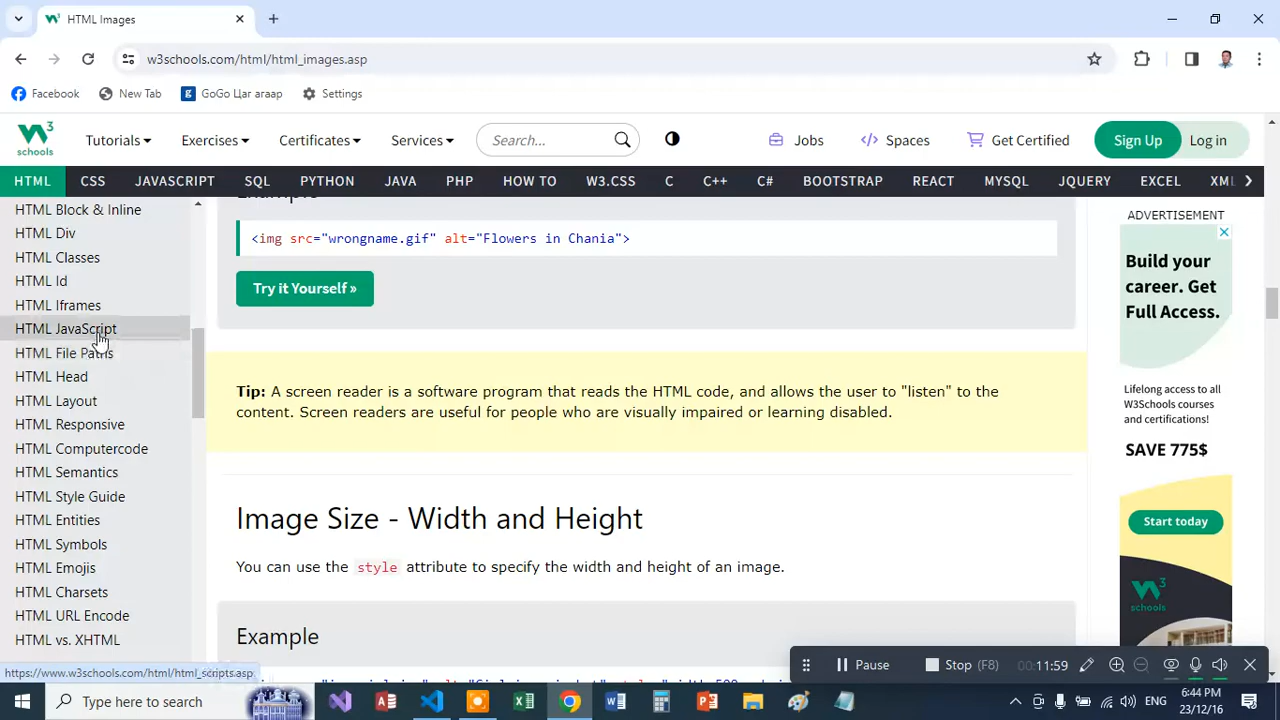 HTML Images
w3schools.com/html/html_images.asp
Facebook
New Tab
GoGo Цаг агаар
Settings
W3 schools
Tutorials
Exercises
Certificates
Services
Search...
Jobs
Spaces
Get Certified
Sign Up
Log in
HTML CSS JAVASCRIPT SQL PYTHON JAVA PHP HOW TO W3.CSS C C++ C# BOOTSTRAP REACT MYSQL JQUERY EXCEL XML
HTML Block & Inline
HTML Div
HTML Classes
HTML Id
HTML Iframes
HTML JavaScript
HTML File Paths
HTML Head
HTML Layout
HTML Responsive
HTML Computercode
HTML Semantics
HTML Style Guide
HTML Entities
HTML Symbols
HTML Emojis
HTML Charsets
HTML URL Encode
HTML vs. XHTML
https://www.w3schools.com/html/html_scripts.asp
Example
<img src="wrongname.gif" alt="Flowers in Chania">
Try it Yourself »
Tip: A screen reader is a software program that reads the HTML code, and allows the user to "listen" to the
content. Screen readers are useful for people who are visually impaired or learning disabled.
Image Size - Width and Height
You can use the style attribute to specify the width and height of an image.
Example
ADVERTISEMENT
Build your
career. Get
Full Access.
Lifelong access to all
W3Schools courses
and certifications!
SAVE 775$
Start today
W3 schools
Pause
Stop (F8)
00:11:59
Type here to search
ENG
6:44 PM
23/12/16